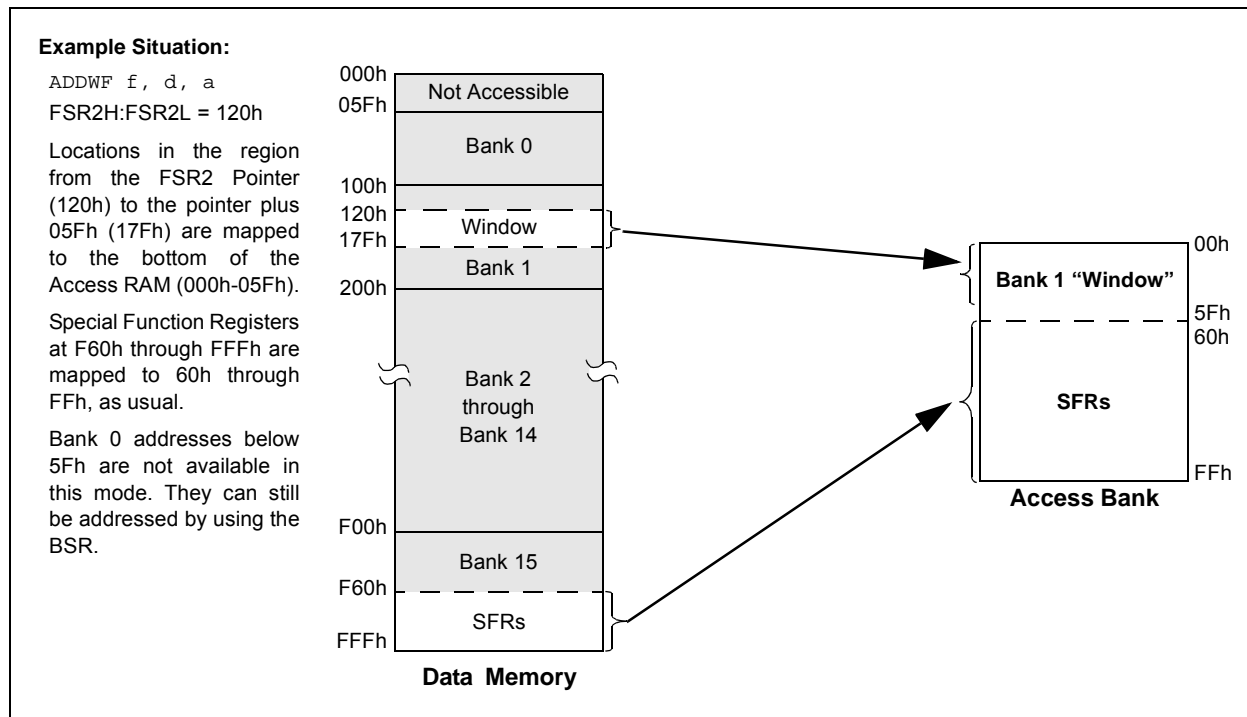 Example Situation:
ADDWF f, d, a
FSR2H:FSR2L = 120h
Locations in the region
from the FSR2 Pointer
(120h) to the pointer plus
05Fh (17Fh) are mapped
to the bottom of the
Access RAM (000h-05Fh).
Special Function Registers
at F60h through FFFh are
mapped to 60h through
FFh, as usual.
Bank 0 addresses below
5Fh are not available in
this mode. They can still
be addressed by using the
BSR.
000h
Not Accessible
05Fh
Bank 0
100h
120h
Window
17Fh
Bank 1
200h
Bank 2
through
Bank 14
F00h
Bank 15
F60h
SFRs
FFFh
Data Memory
00h
Bank 1 “Window”
5Fh
60h
SFRs
FFh
Access Bank